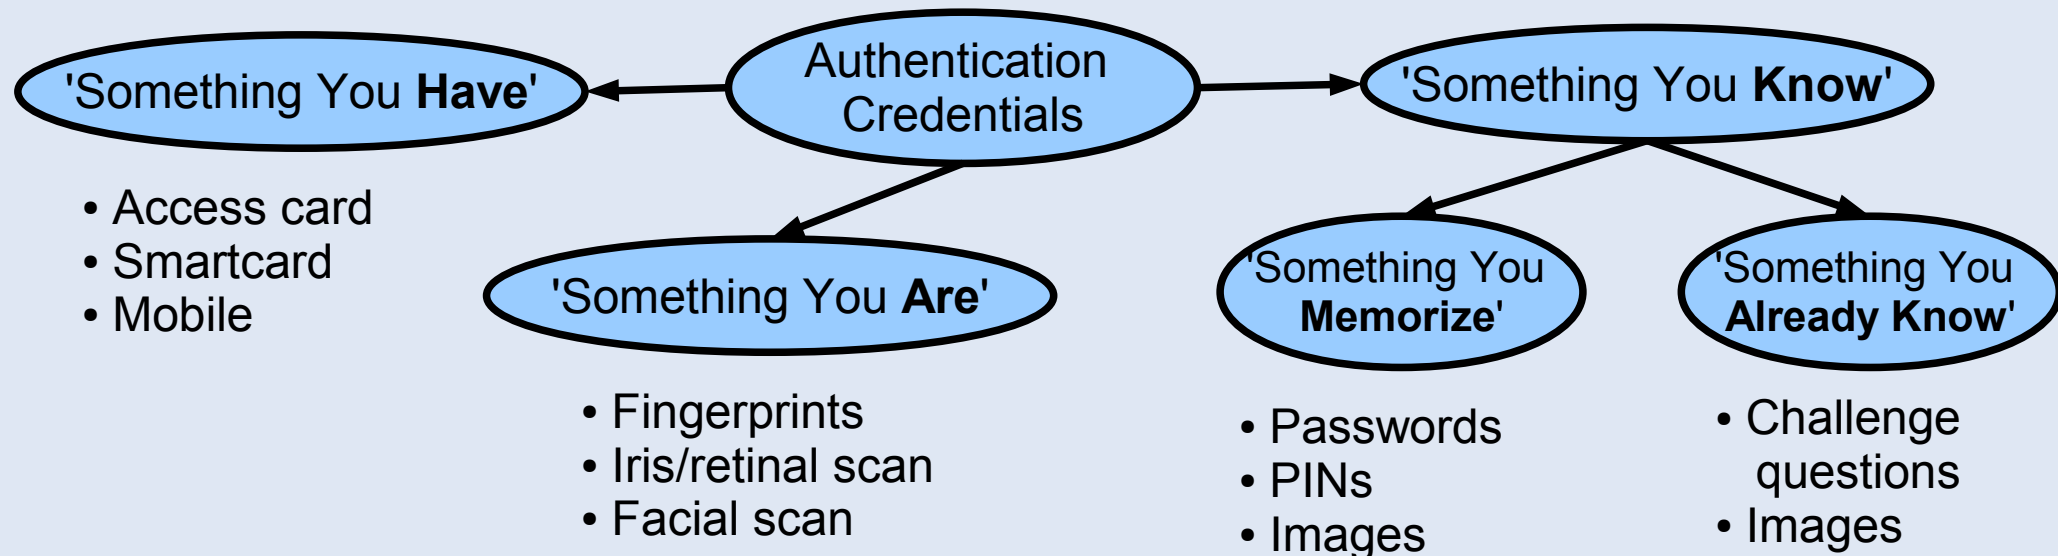 Authentication
Credentials
'Something You Have'
'Something You Know'
• Access card
• Smartcard
• Mobile
'Something You Are'
• Fingerprints
• Iris/retinal scan
• Facial scan
'Something You
Memorize'
• Passwords
• PINs
• Images
'Something You
Already Know'
• Challenge
questions
• Images